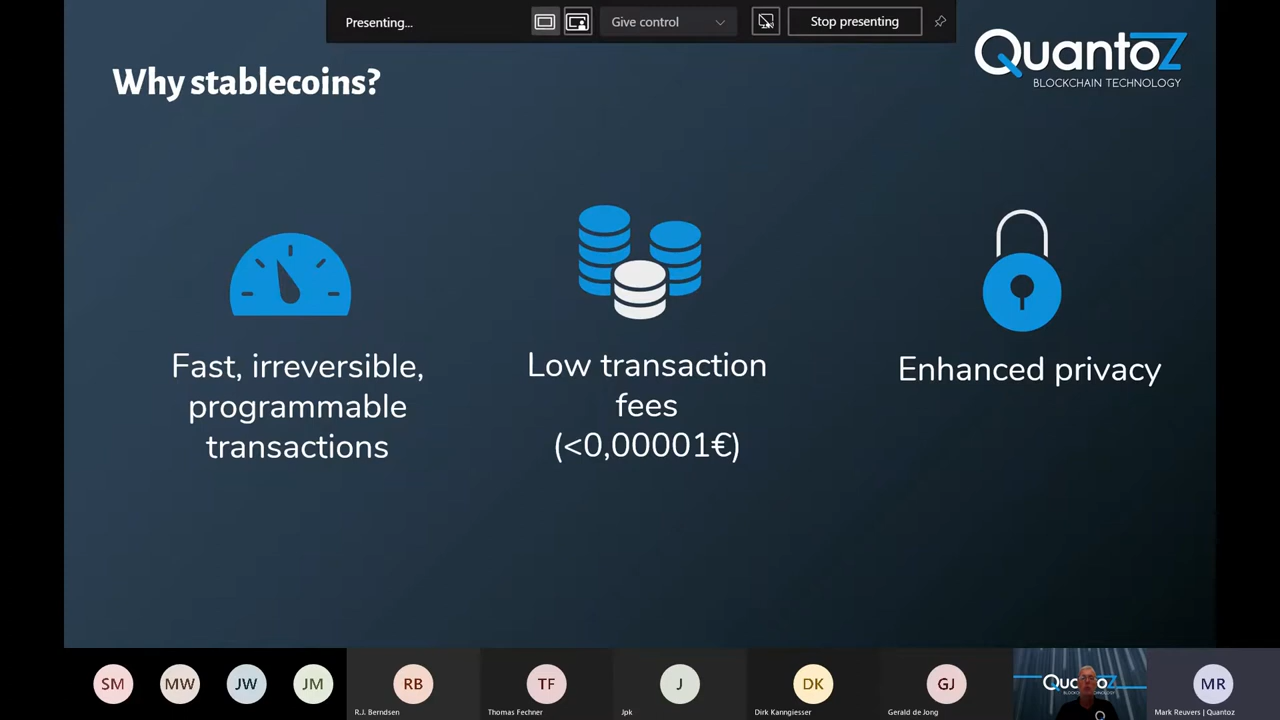 Presenting...
Give control
Stop presenting
QuantoZ
BLOCKCHAIN TECHNOLOGY
Why stablecoins?
Fast, irreversible,
programmable
transactions
Low transaction
fees
(<0,00001€)
Enhanced privacy
SM
MW
JW
JM
RB
R.J. Berndsen
TF
Thomas Fechner
J
Jpk
DK
Dirk Kanngiesser
GJ
Gerald de Jong
MR
Mark Reuvers | Quantoz